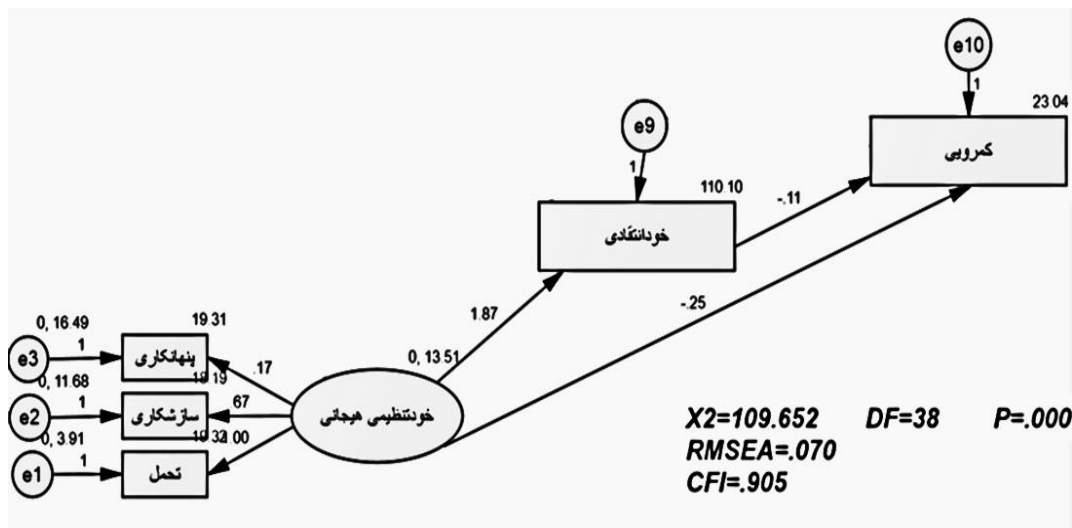 e10
1
23.04
کمرویی
e9
1
110.10
-.11
خودانتقادی
1.87
-.25
0, 16.49
19.31
e3
1
پنهانکاری
.17
0, 13.51
0, 11.68
18.19
e2
1
سازشکاری
.67
خودتنظیمی هیجانی
0, 3.91
1.00
e1
1
تحمل
X2=109.652 DF=38 P=.000
RMSEA=.070
CFI=.905